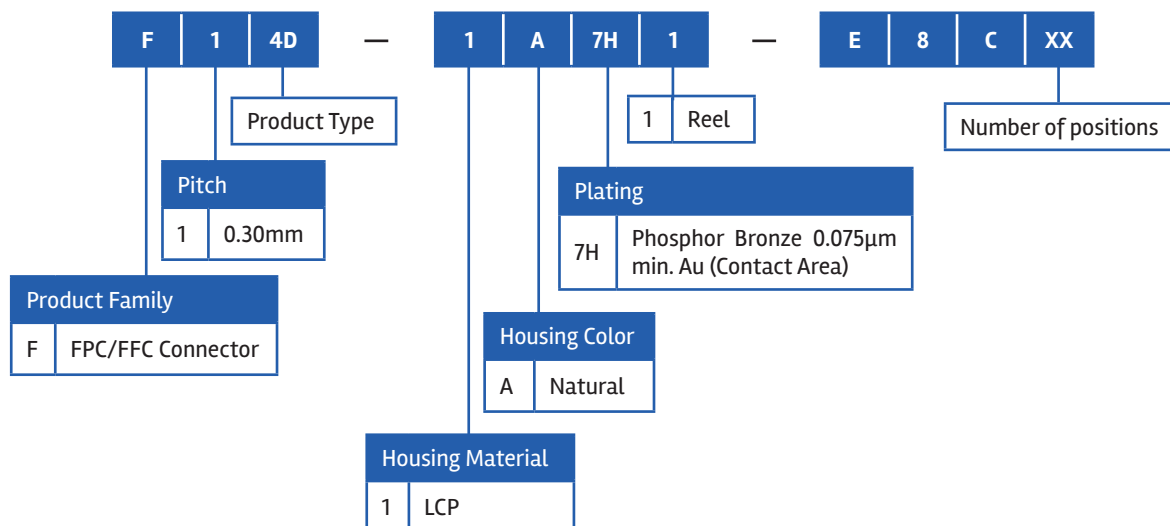 F 1 4D — 1 A 7H 1 — E 8 C XX
Product Type
1 Reel
Number of positions
Pitch
1 0.30mm
Plating
7H Phosphor Bronze 0.075µm
min. Au (Contact Area)
Product Family
F FPC/FFC Connector
Housing Color
A Natural
Housing Material
1 LCP